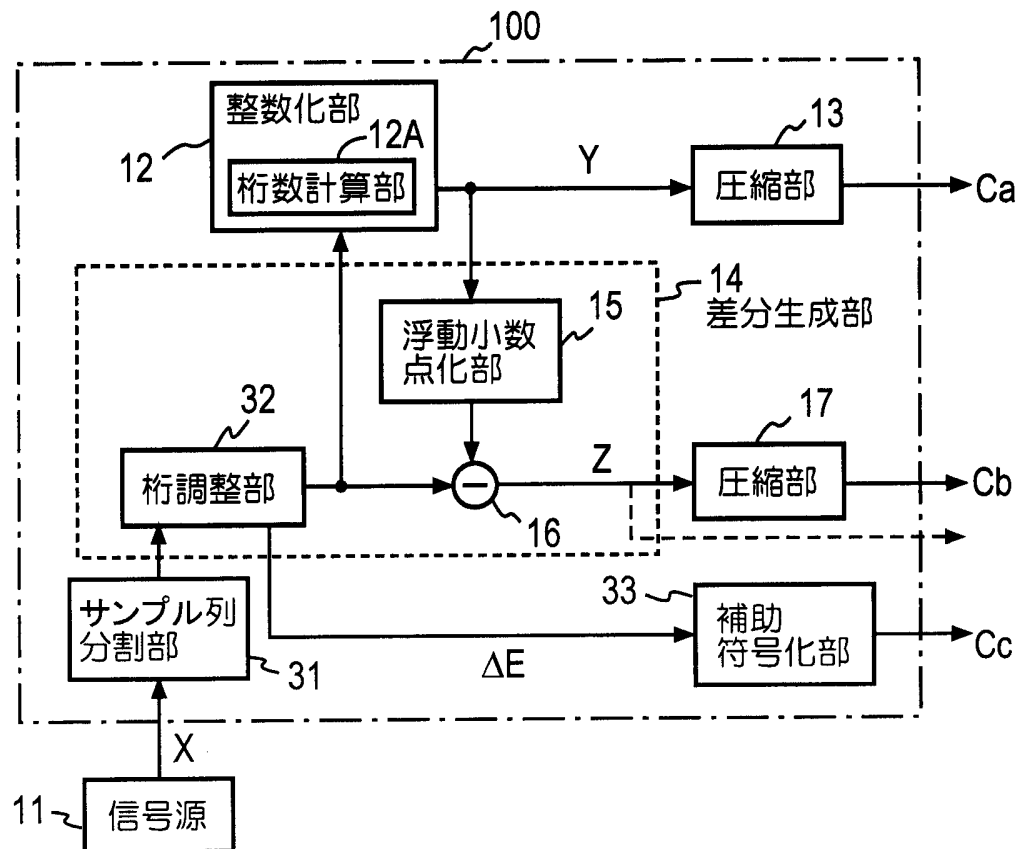 100
整数化部
12A
12
桁数計算部
Y
13
圧縮部
Ca
14
差分生成部
15
浮動小数
点化部
32
桁調整部
16
Z
17
圧縮部
Cb
サンプル列
分割部
31
ΔE
33
補助
符号化部
Cc
X
11
信号源